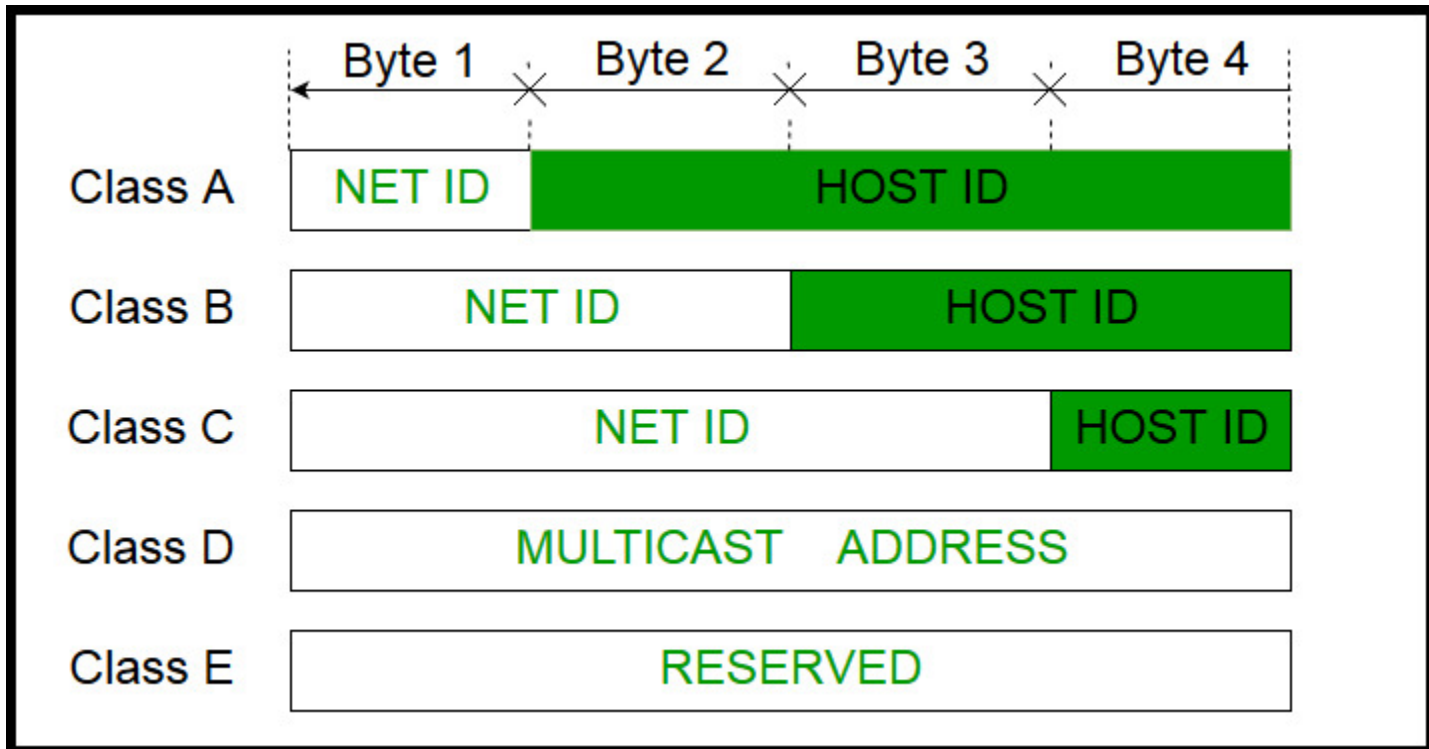 Byte 1 Byte 2 Byte 3 Byte 4
Class A NET ID HOST ID
Class B NET ID HOST ID
Class C NET ID HOST ID
Class D MULTICAST ADDRESS
Class E RESERVED